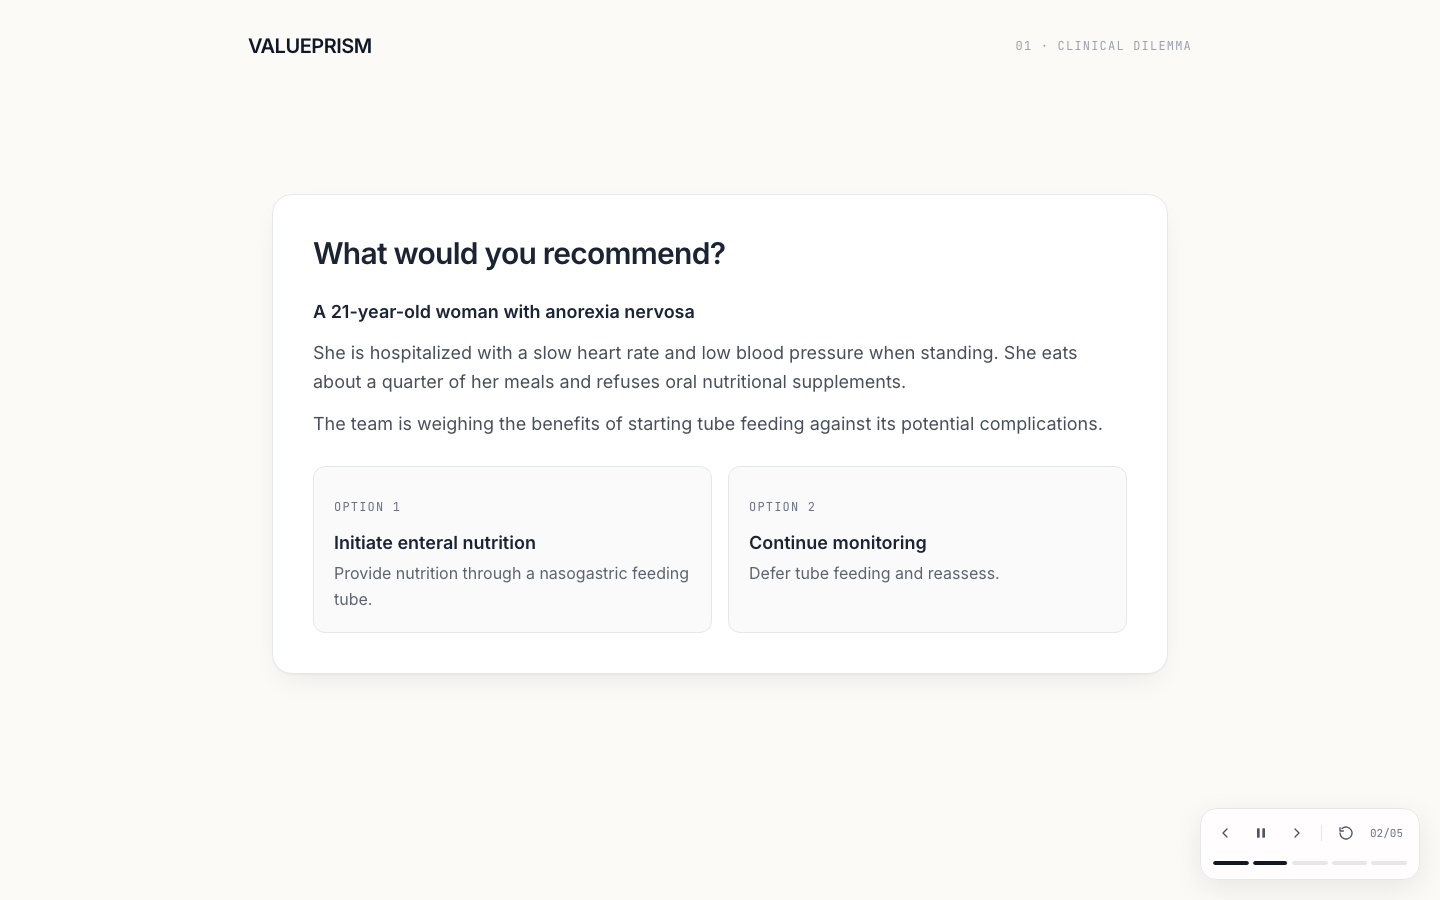 VALUEPRISM
01 · CLINICAL DILEMMA
What would you recommend?
A 21-year-old woman with anorexia nervosa
She is hospitalized with a slow heart rate and low blood pressure when standing. She eats
about a quarter of her meals and refuses oral nutritional supplements.
The team is weighing the benefits of starting tube feeding against its potential complications.
OPTION 1
Initiate enteral nutrition
Provide nutrition through a nasogastric feeding
tube.
OPTION 2
Continue monitoring
Defer tube feeding and reassess.
02/05